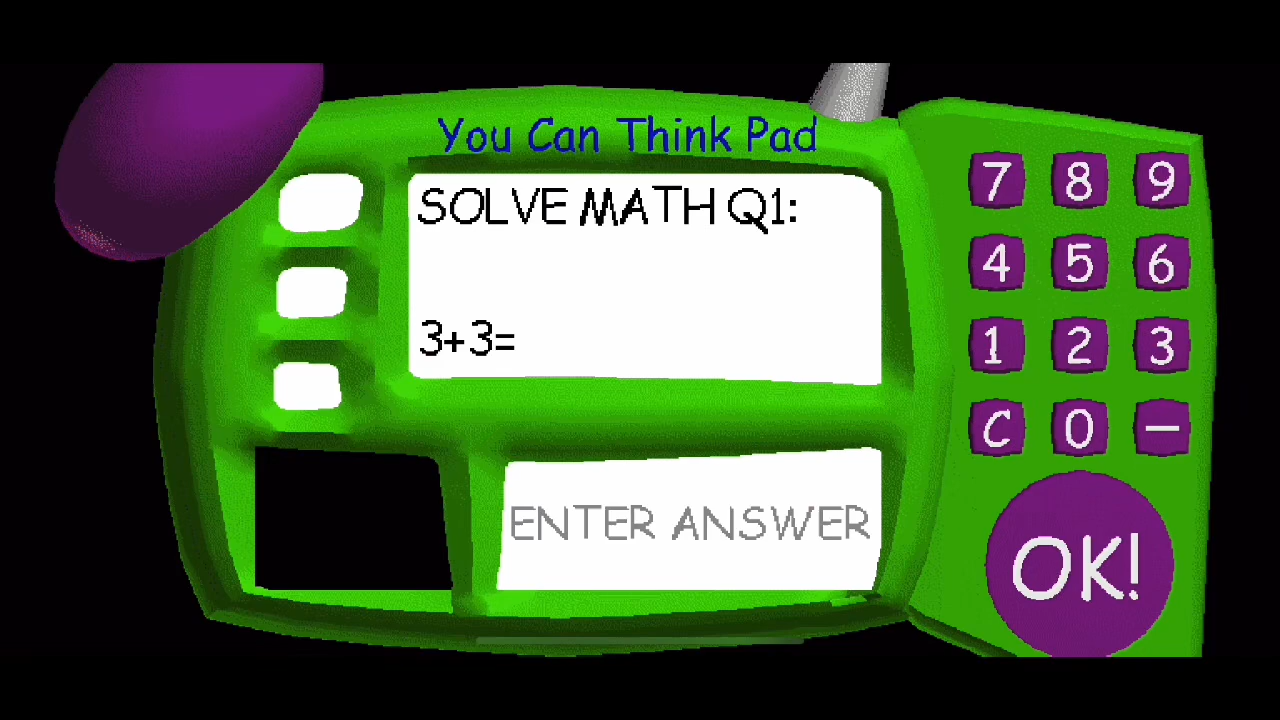 You Can Think Pad
SOLVE MATH Q1:
3+3=
ENTER ANSWER
7 8 9
4 5 6
1 2 3
C 0 −
OK!